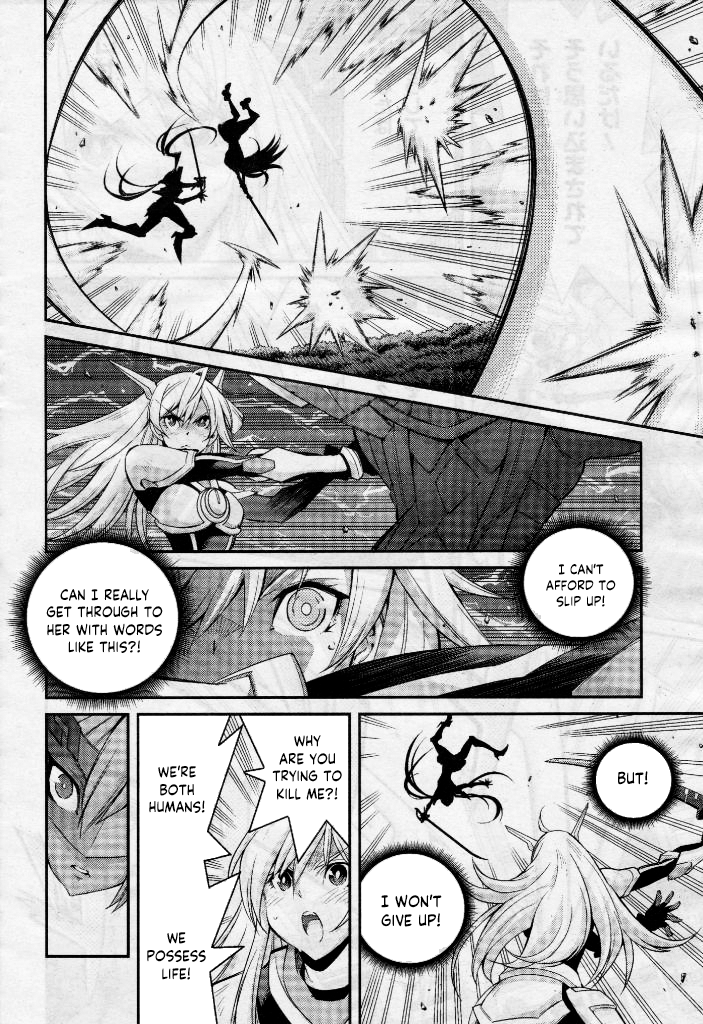 I CAN'T
AFFORD TO
SLIP UP!
CAN I REALLY
GET THROUGH TO
HER WITH WORDS
LIKE THIS?!
BUT!
I WON'T
GIVE UP!
WHY
ARE YOU
TRYING TO
KILL ME?!
WE'RE
BOTH
HUMANS!
WE
POSSESS
LIFE!